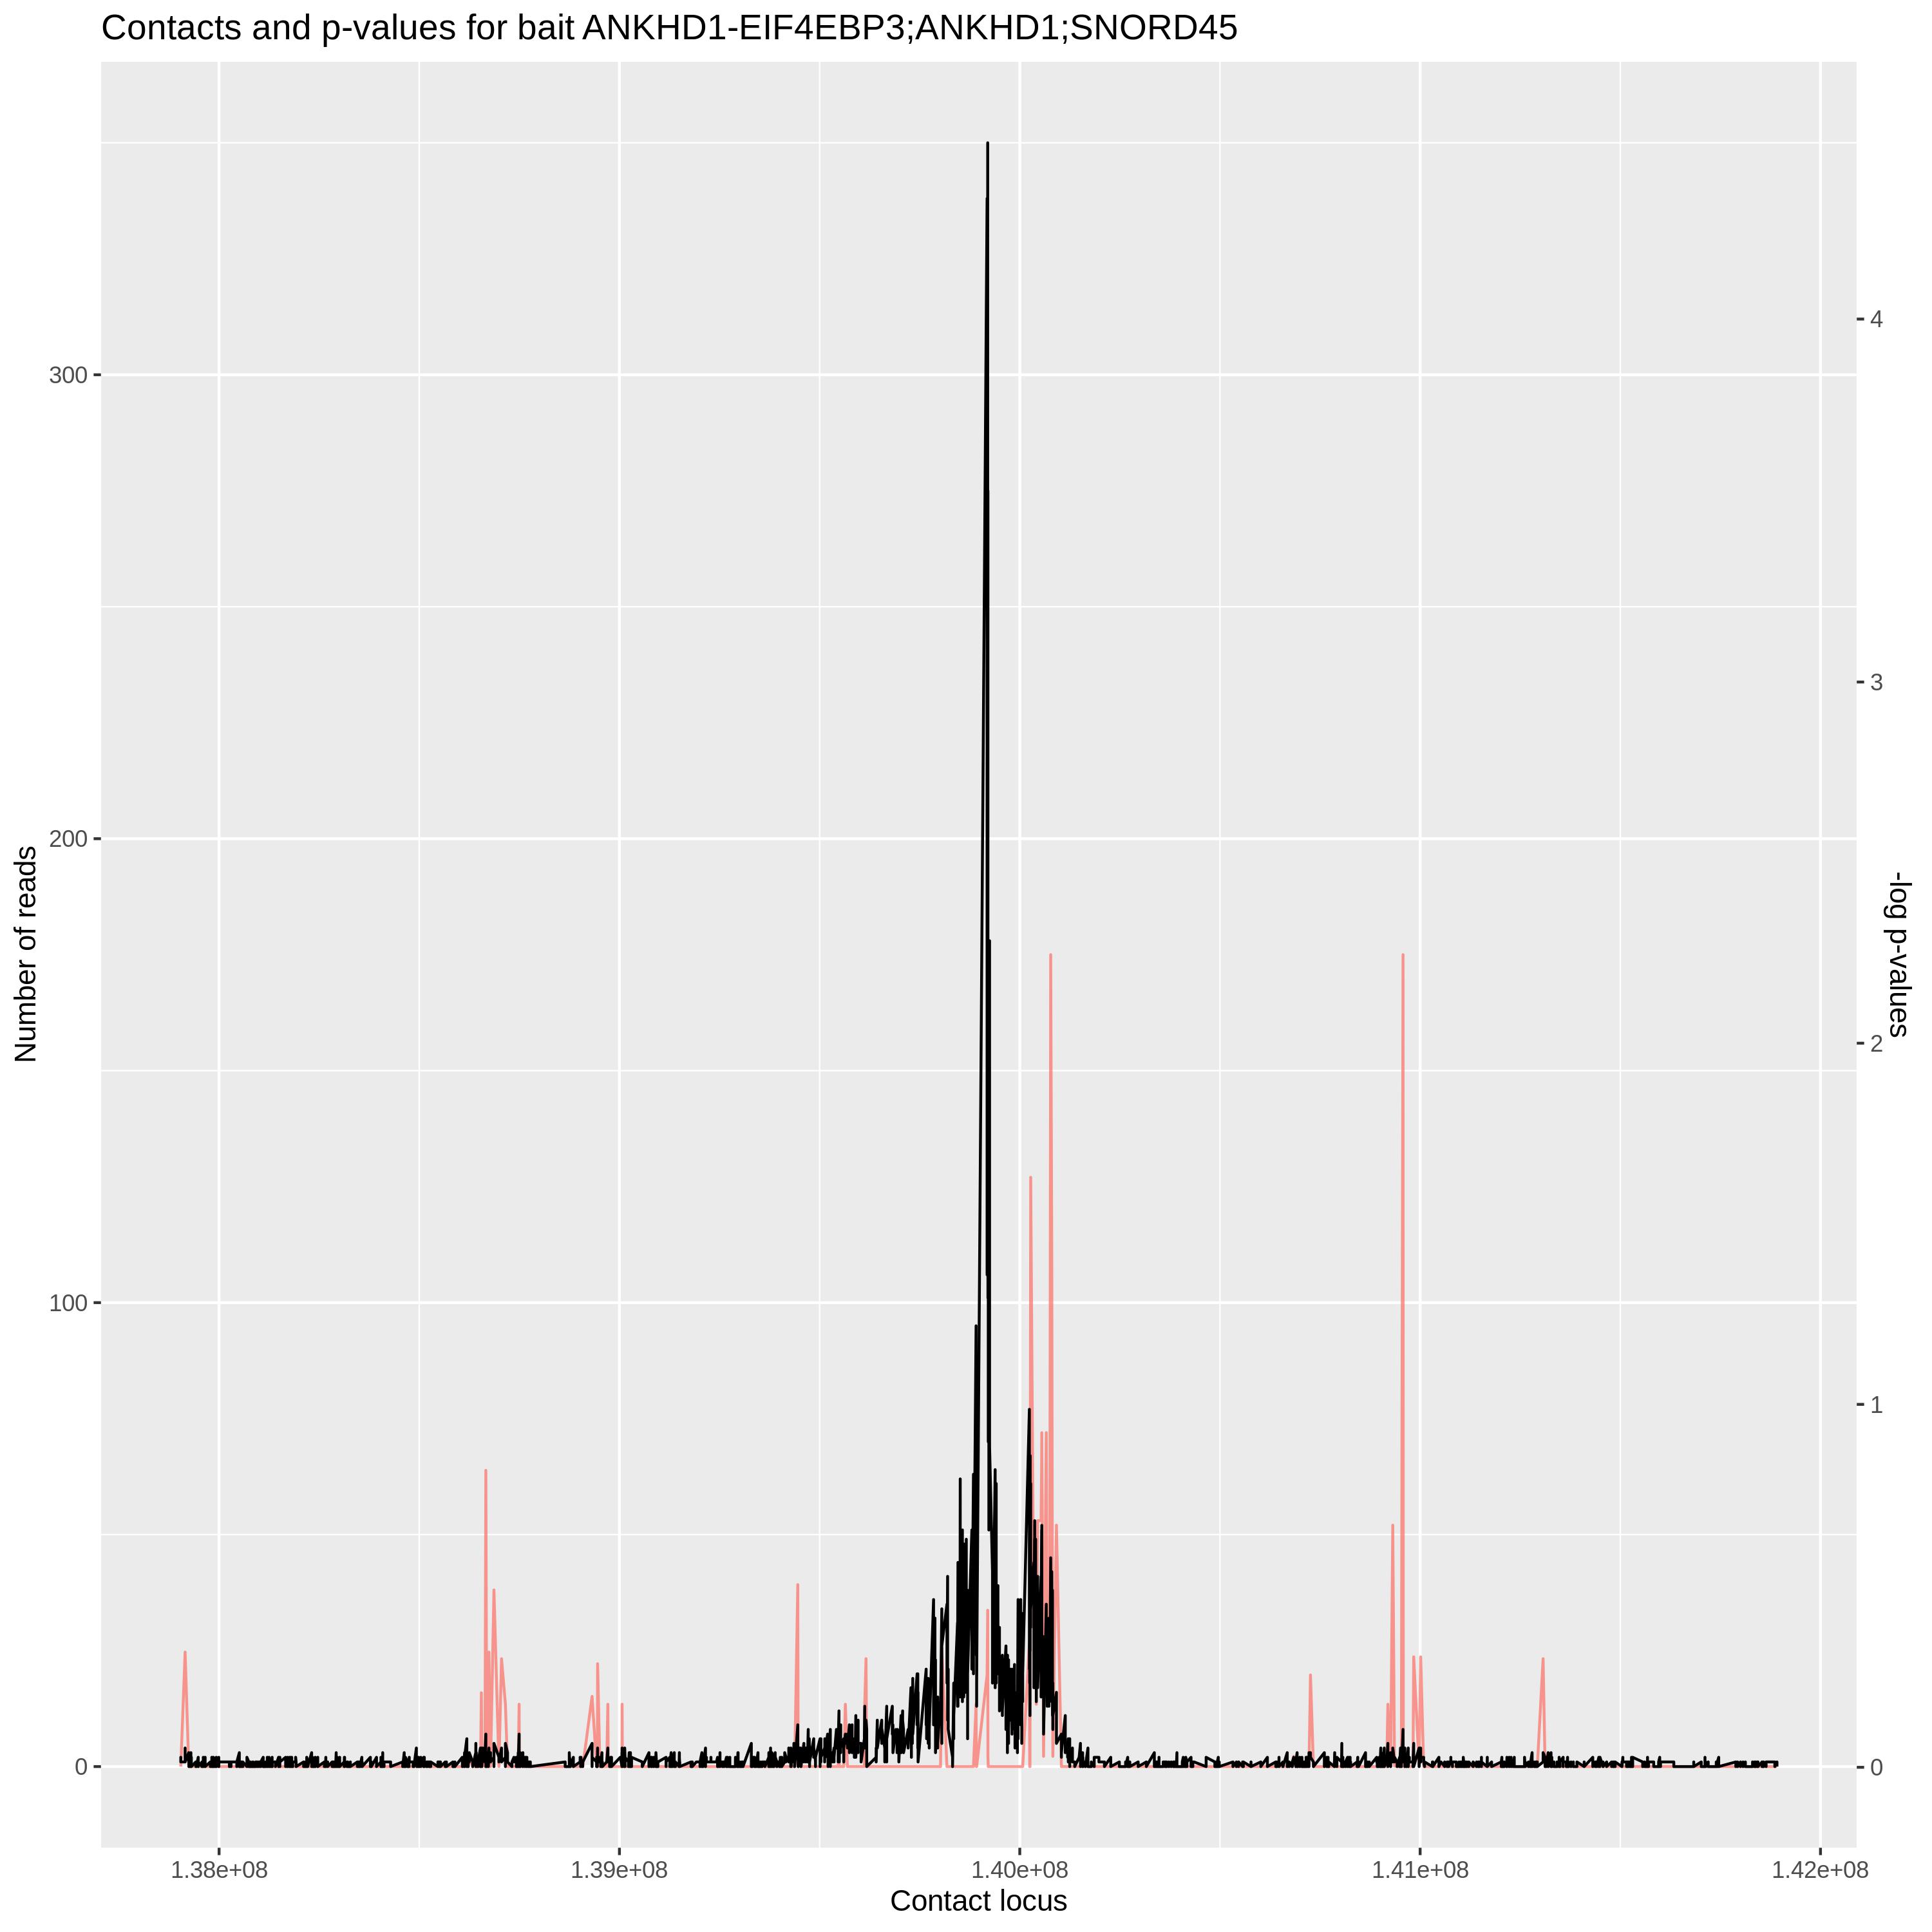 Contacts and p-values for bait ANKHD1-EIF4EBP3;ANKHD1;SNORD45
Number of reads
300
200
100
0
4
3
2
1
0
-log p-values
1.38e+08
1.39e+08
1.40e+08
1.41e+08
1.42e+08
Contact locus